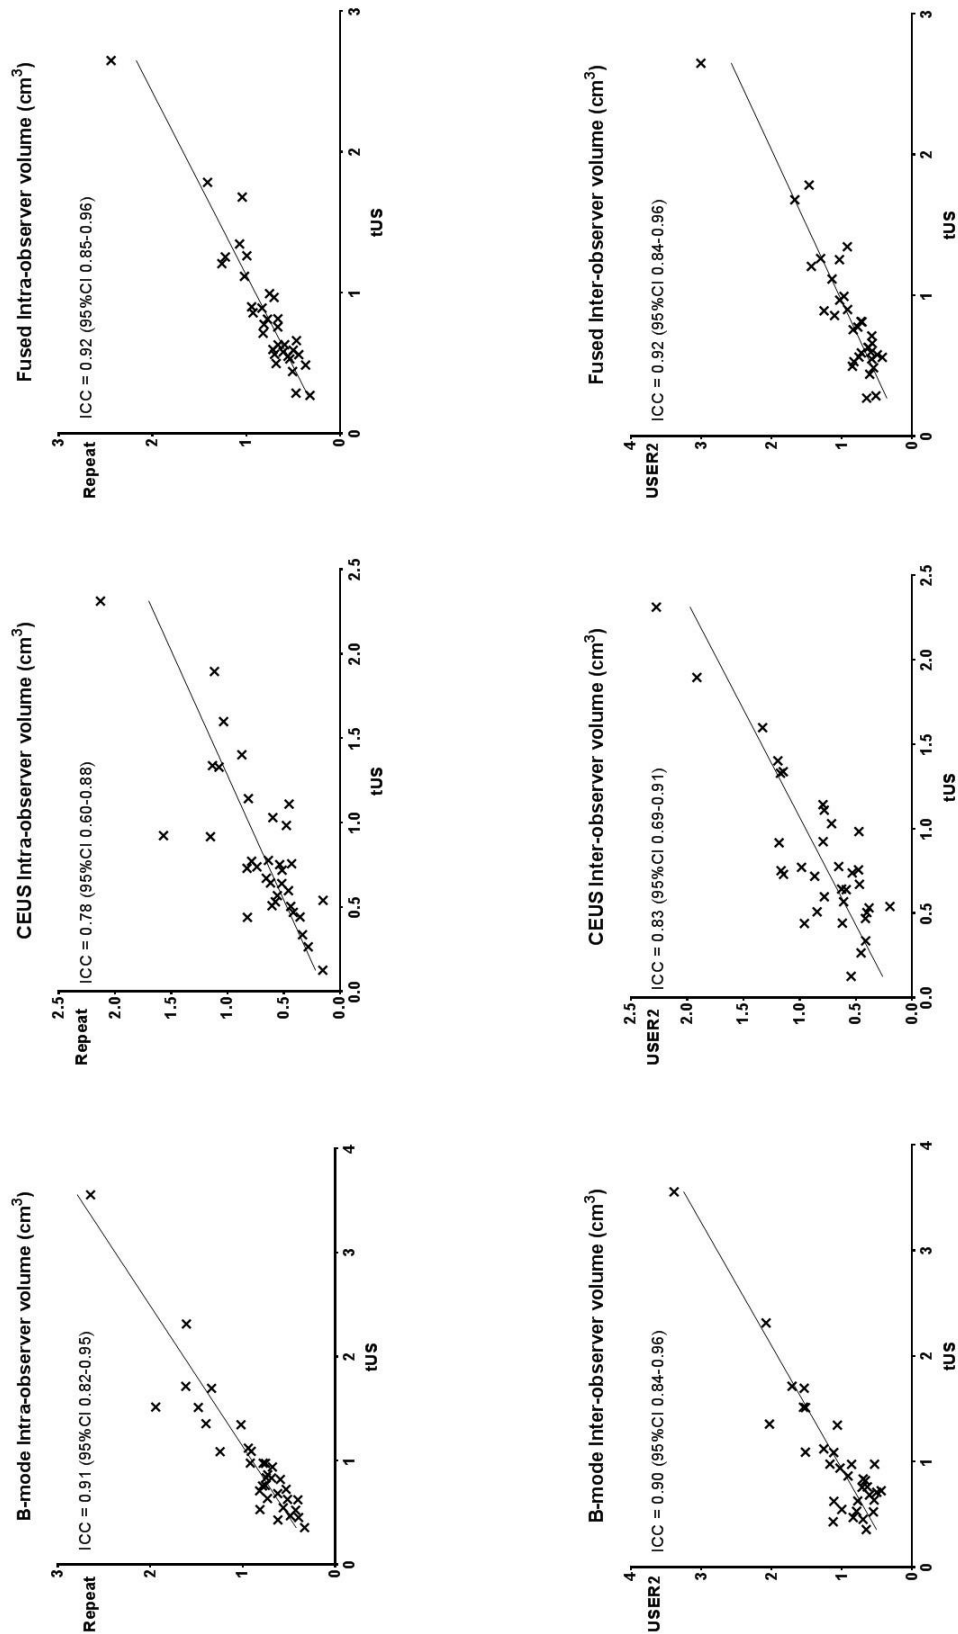 B-mode Intra-observer volume (cm³)
ICC = 0.91 (95%CI 0.82-0.95)
Repeat
3
2
1
0
0 1 2 3 4
tUS
CEUS Intra-observer volume (cm³)
ICC = 0.78 (95%CI 0.60-0.88)
Repeat
2.5
2.0
1.5
1.0
0.5
0.0
0.0 0.5 1.0 1.5 2.0 2.5
tUS
Fused Intra-observer volume (cm³)
ICC = 0.92 (95%CI 0.85-0.96)
Repeat
3
2
1
0
0 1 2 3
tUS
B-mode Inter-observer volume (cm³)
ICC = 0.90 (95%CI 0.84-0.96)
USER2
4
3
2
1
0
0 1 2 3 4
tUS
CEUS Inter-observer volume (cm³)
ICC = 0.83 (95%CI 0.69-0.91)
USER2
2.5
2.0
1.5
1.0
0.5
0.0
0.0 0.5 1.0 1.5 2.0 2.5
tUS
Fused Inter-observer volume (cm³)
ICC = 0.92 (95%CI 0.84-0.96)
USER2
4
3
2
1
0
0 1 2 3
tUS